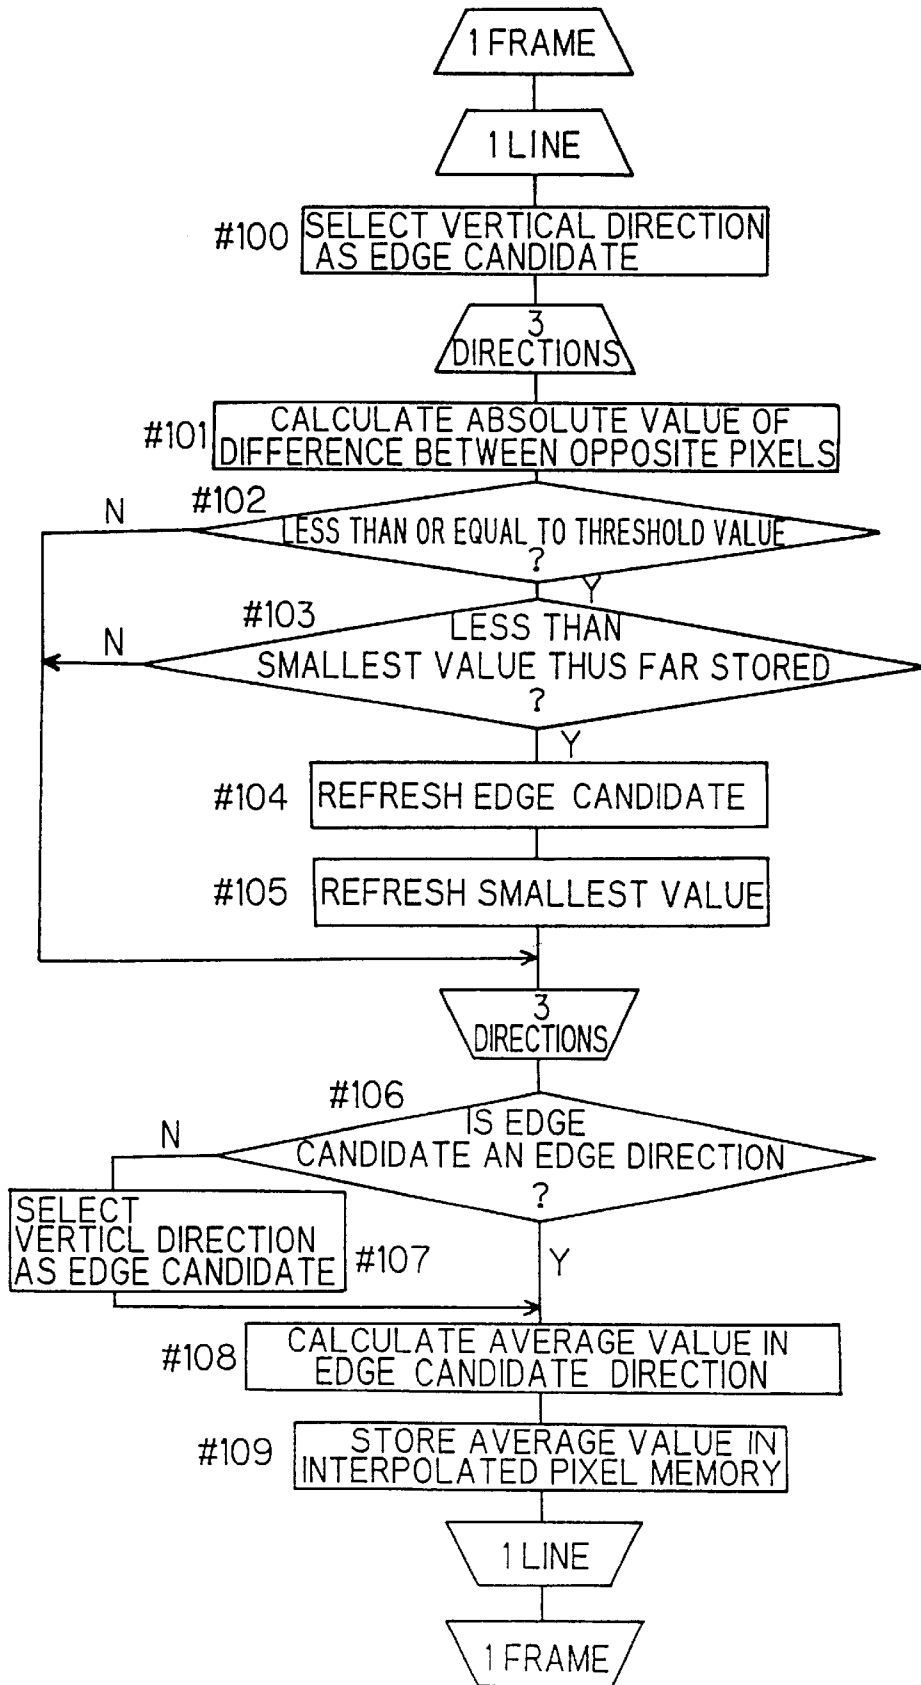 1 FRAME
1 LINE
#100
SELECT VERTICAL DIRECTION
AS EDGE CANDIDATE
3
DIRECTIONS
#101
CALCULATE ABSOLUTE VALUE OF
DIFFERENCE BETWEEN OPPOSITE PIXELS
#102
N
LESS THAN OR EQUAL TO THRESHOLD VALUE
?
Y
#103
N
LESS THAN
SMALLEST VALUE THUS FAR STORED
?
Y
#104
REFRESH EDGE CANDIDATE
#105
REFRESH SMALLEST VALUE
3
DIRECTIONS
#106
N
IS EDGE
CANDIDATE AN EDGE DIRECTION
?
Y
SELECT
VERTICL DIRECTION
AS EDGE CANDIDATE
#107
#108
CALCULATE AVERAGE VALUE IN
EDGE CANDIDATE DIRECTION
#109
STORE AVERAGE VALUE IN
INTERPOLATED PIXEL MEMORY
1 LINE
1 FRAME